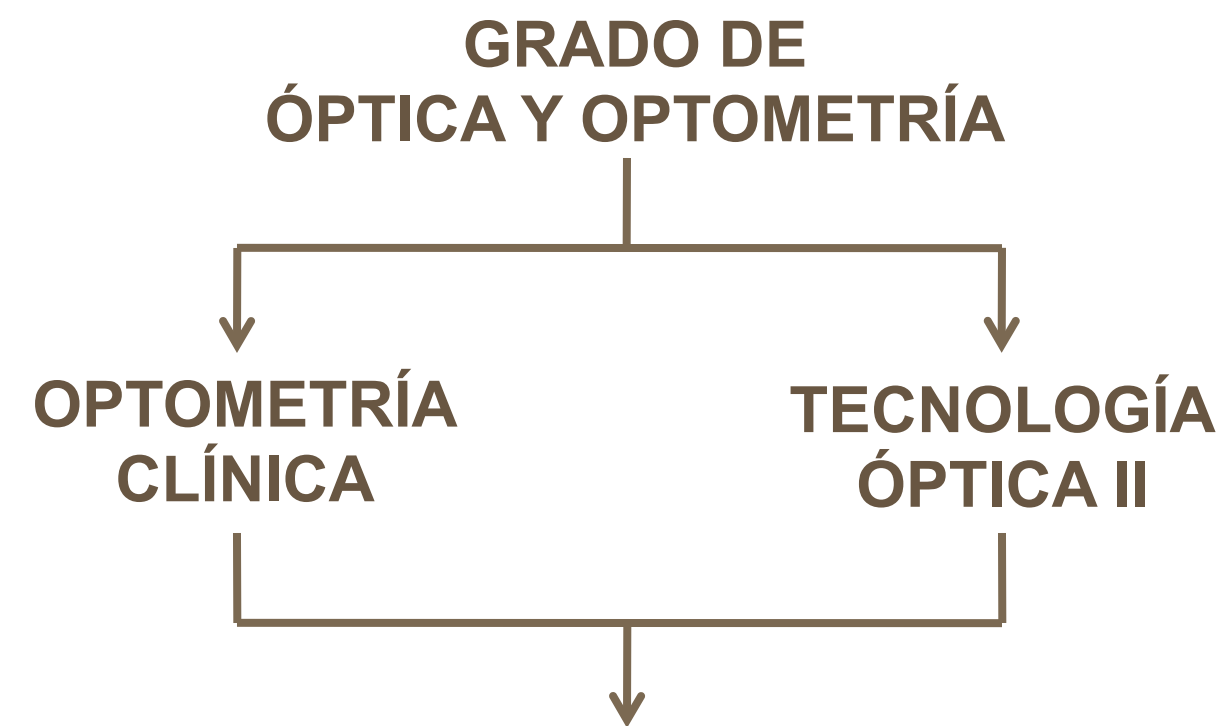 GRADO DE
ÓPTICA Y OPTOMETRÍA
OPTOMETRÍA
CLÍNICA
TECNOLOGÍA
ÓPTICA II